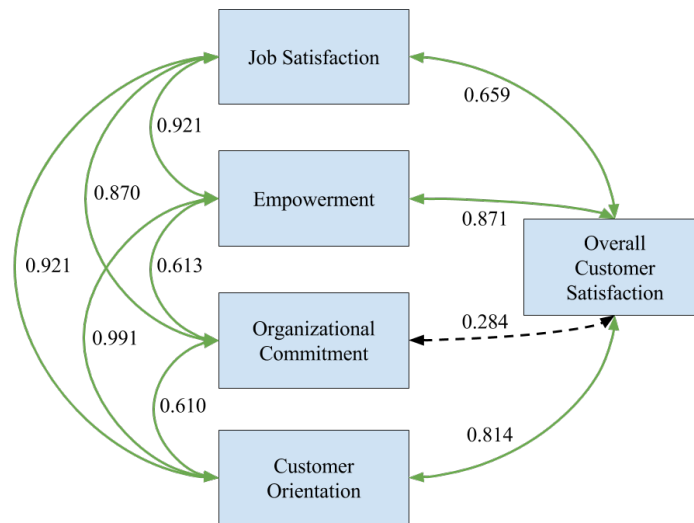 Job Satisfaction
0.659
0.921
Empowerment
0.870
0.871
Overall
Customer
Satisfaction
0.921
0.613
0.991
Organizational
Commitment
0.284
0.610
0.814
Customer
Orientation